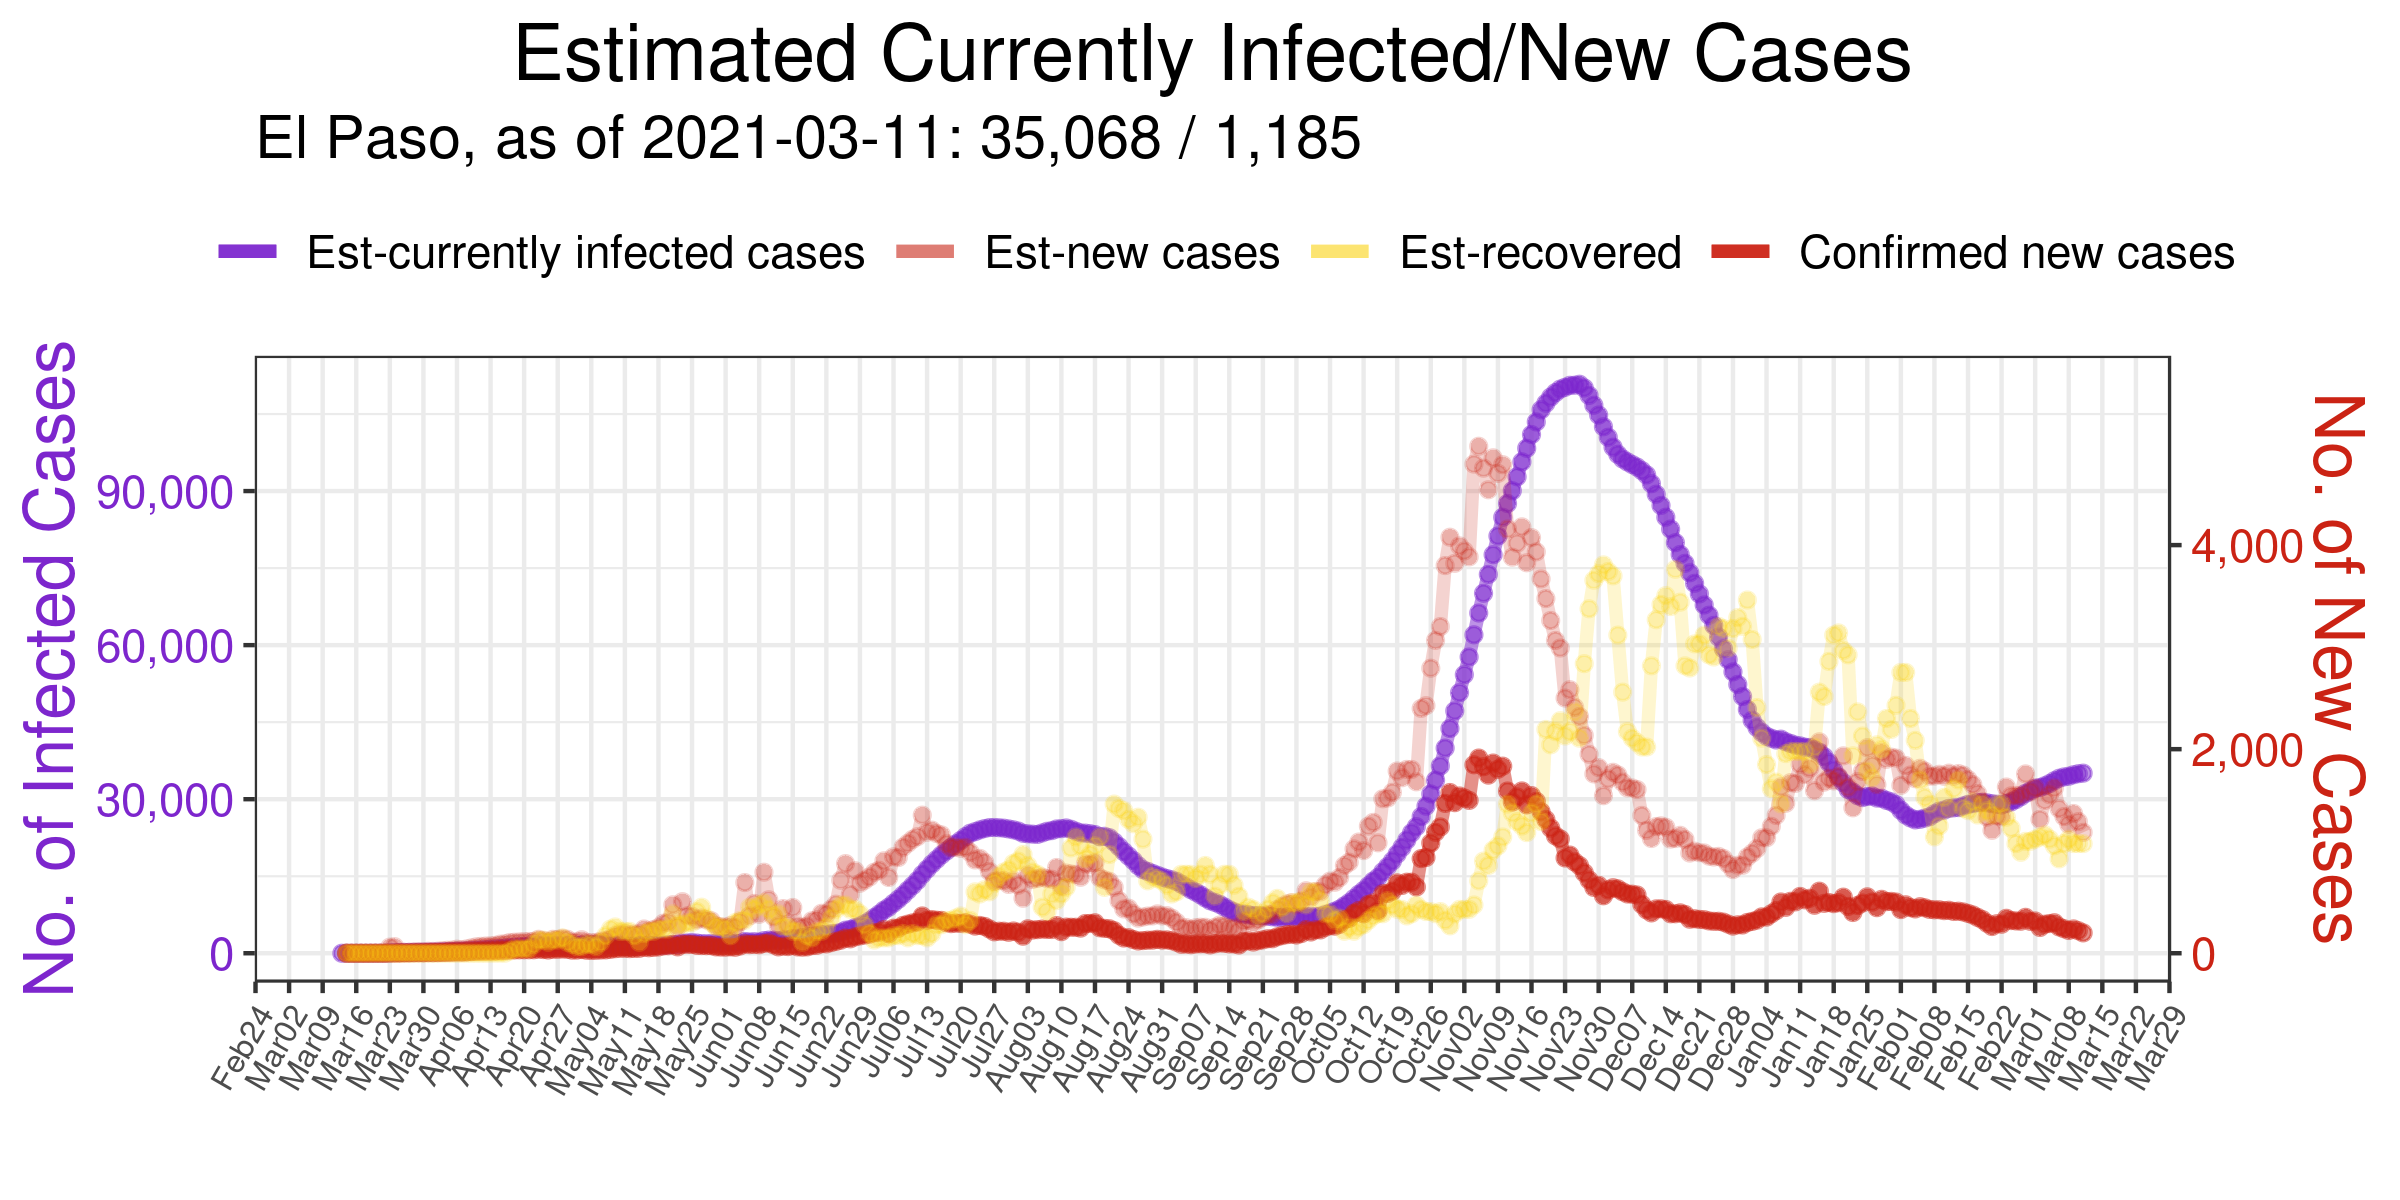 Estimated Currently Infected/New Cases
El Paso, as of 2021-03-11: 35,068 / 1,185
Est-currently infected cases Est-new cases Est-recovered Confirmed new cases
No. of Infected Cases
90,000
60,000
30,000
0
No. of New Cases
4,000
2,000
0
Feb24 Mar02 Mar09 Mar16 Mar23 Mar30 Apr06 Apr13 Apr20 Apr27 May04 May11 May18 May25 Jun01 Jun08 Jun15 Jun22 Jun29 Jul06 Jul13 Jul20 Jul27 Aug03 Aug10 Aug17 Aug24 Aug31 Sep07 Sep14 Sep21 Sep28 Oct05 Oct12 Oct19 Oct26 Nov02 Nov09 Nov16 Nov23 Nov30 Dec07 Dec14 Dec21 Dec28 Jan04 Jan11 Jan18 Jan25 Feb01 Feb08 Feb15 Feb22 Mar01 Mar08 Mar15 Mar22 Mar29